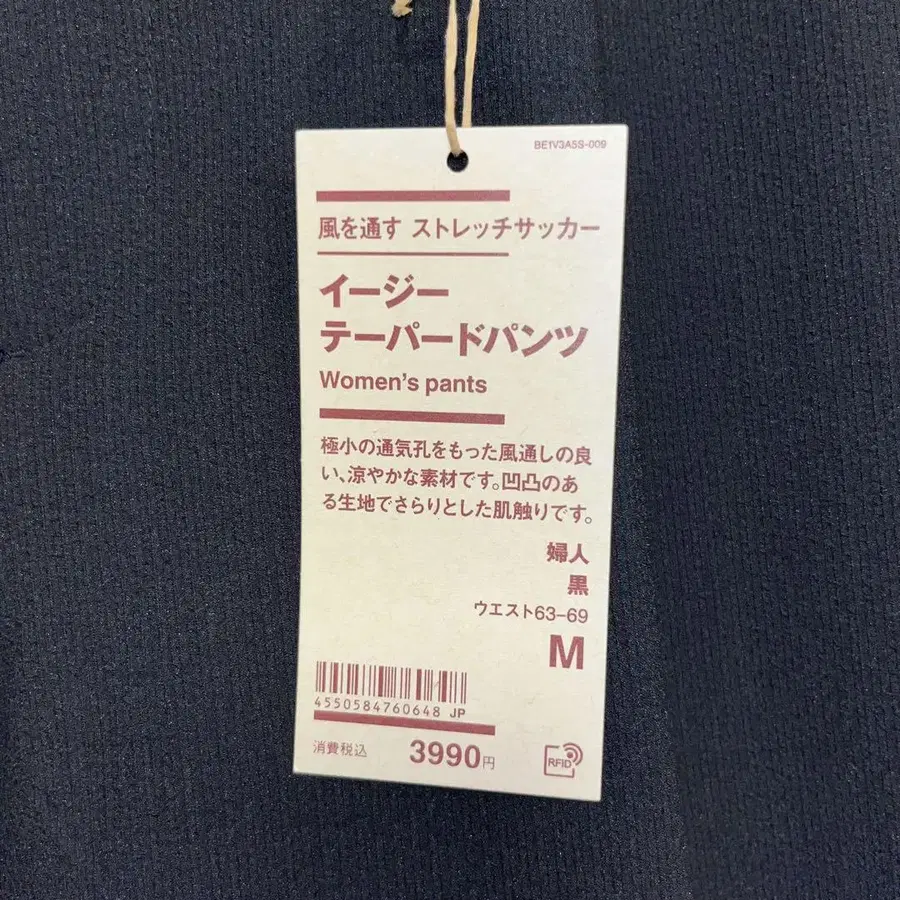 BE1V3A5S-009
風を通す ストレッチサッカー
イージー
テーパードパンツ
Women's pants
極小の通気孔をもった風通しの良
い、涼やかな素材です。凹凸のあ
る生地でさらりとした肌触りです。
婦人
黒
ウエスト63-69
M
4550584760648 JP
消費税込 3990円
RFID